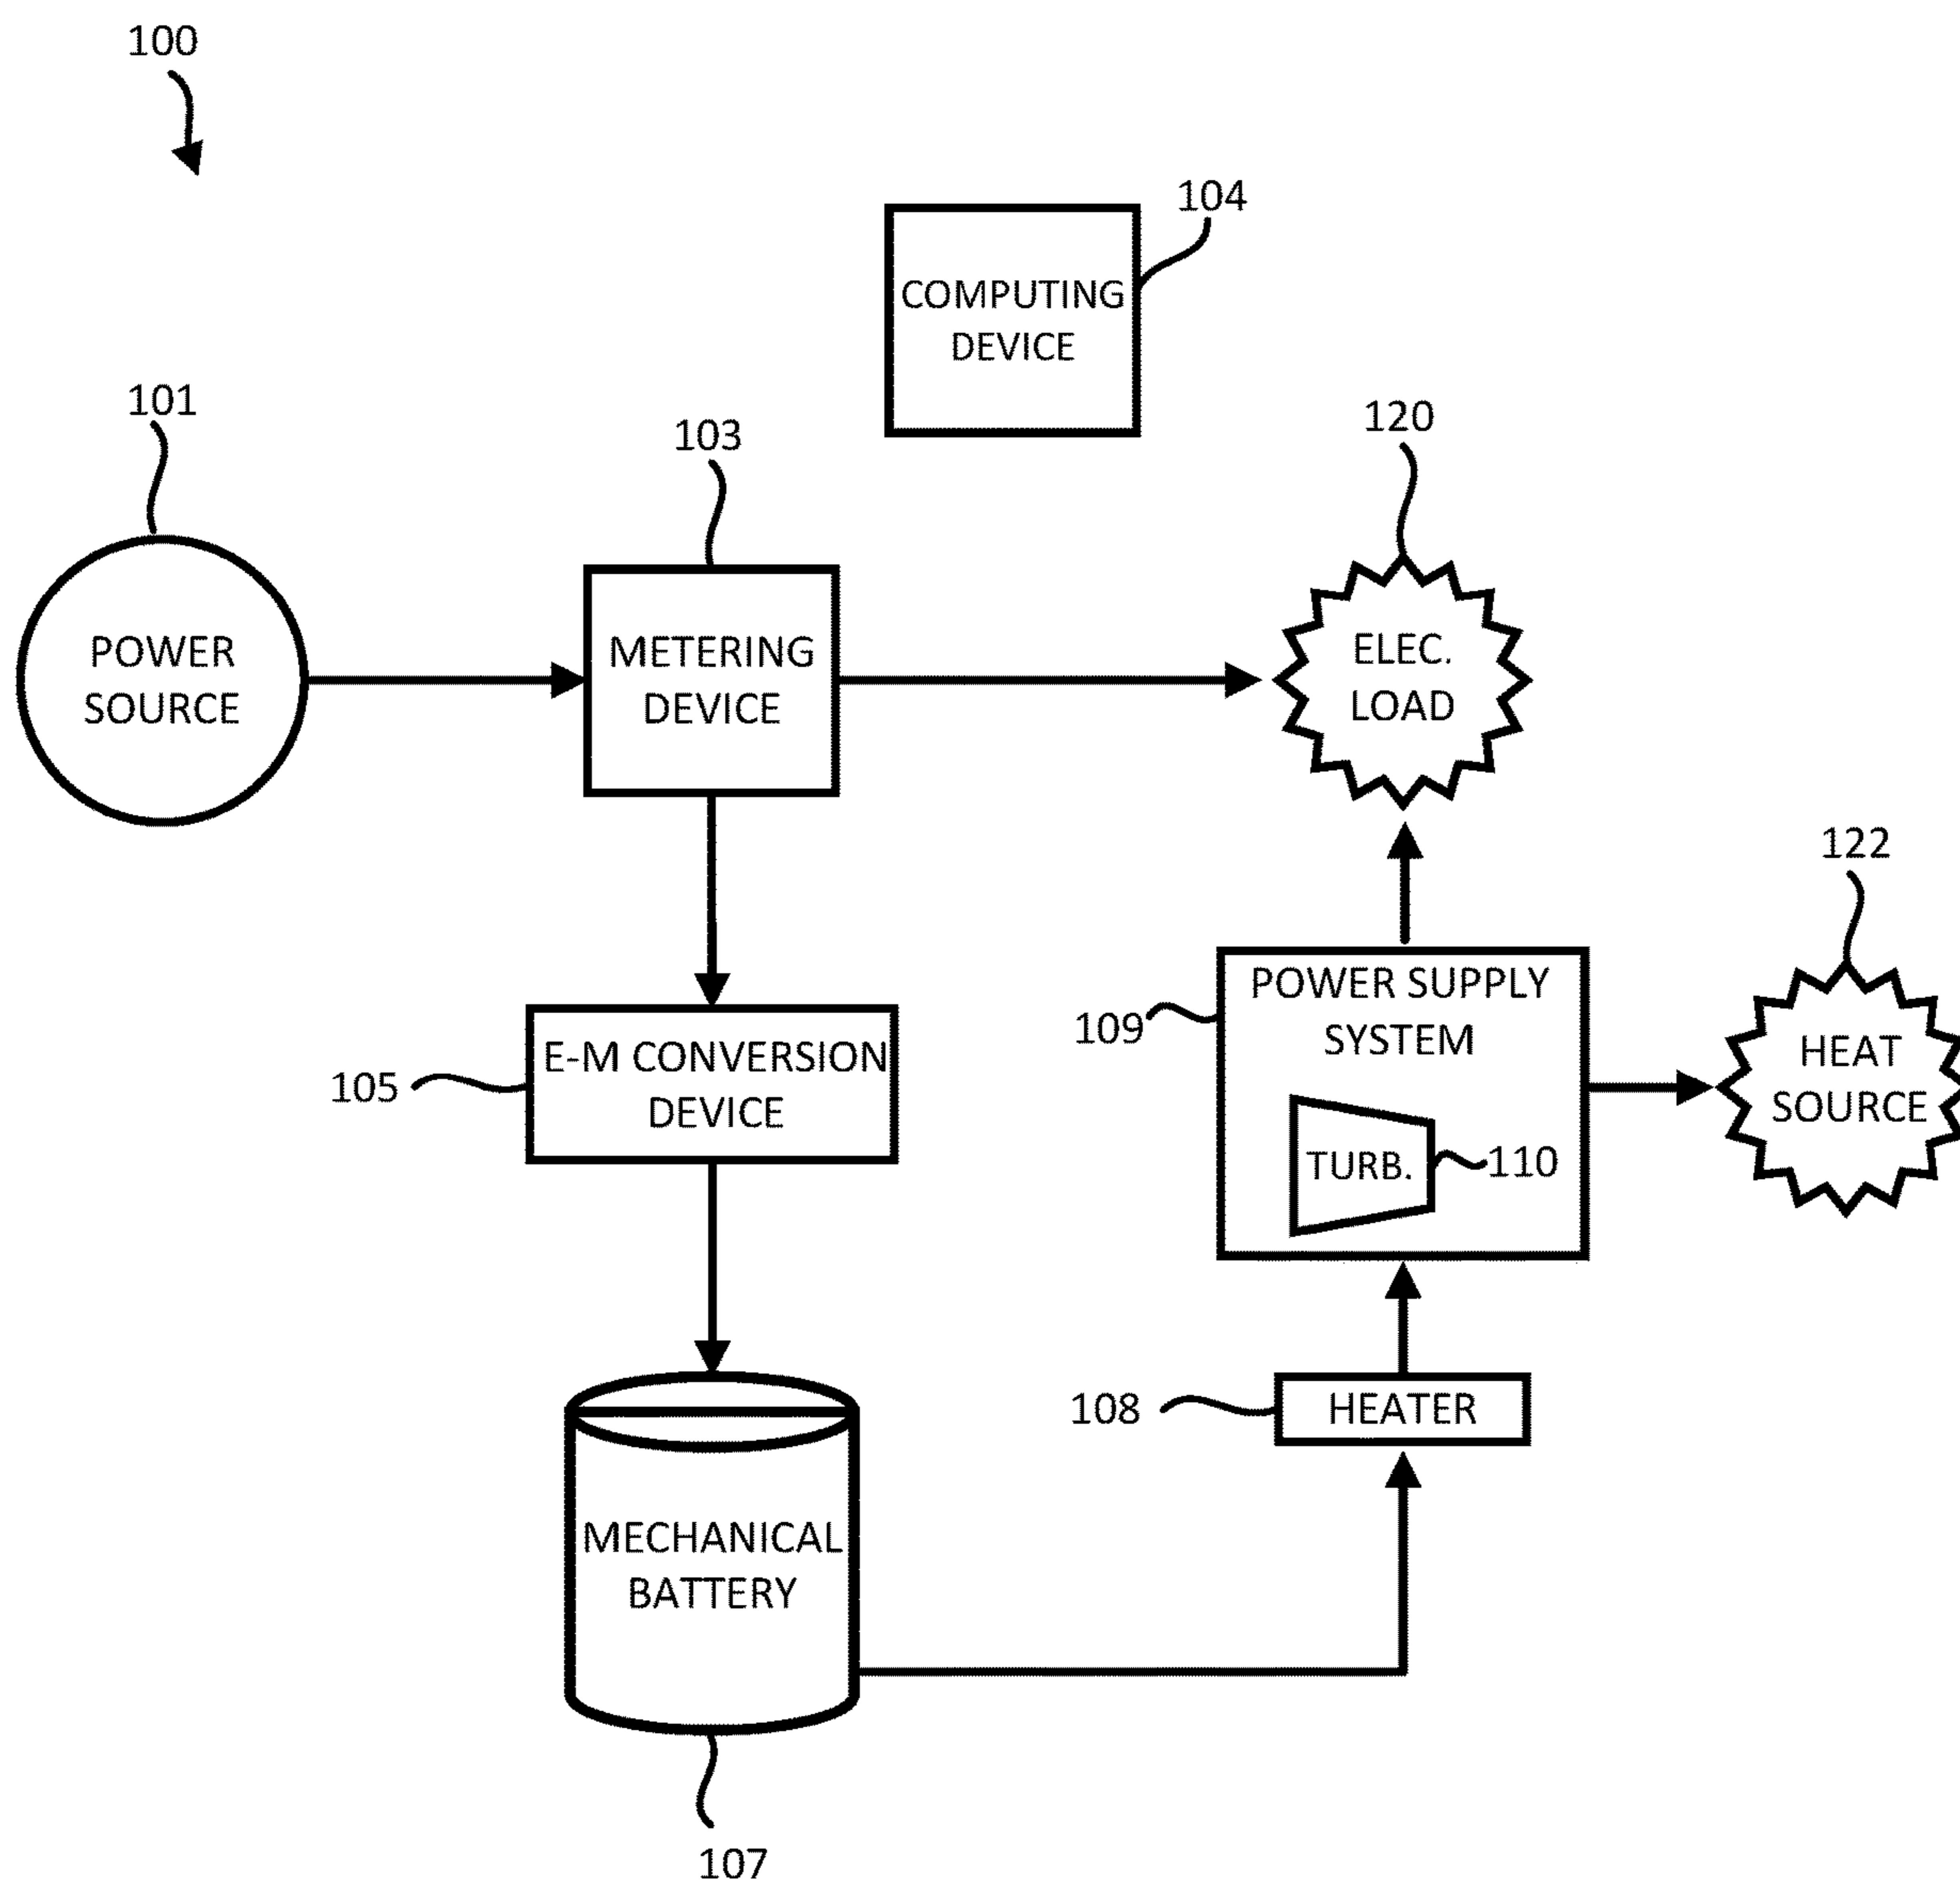 100
104
COMPUTING
DEVICE
101
103
120
POWER
SOURCE
METERING
DEVICE
ELEC.
LOAD
122
109
POWER SUPPLY
SYSTEM
105
E-M CONVERSION
DEVICE
HEAT
SOURCE
TURB.
110
108
HEATER
MECHANICAL
BATTERY
107